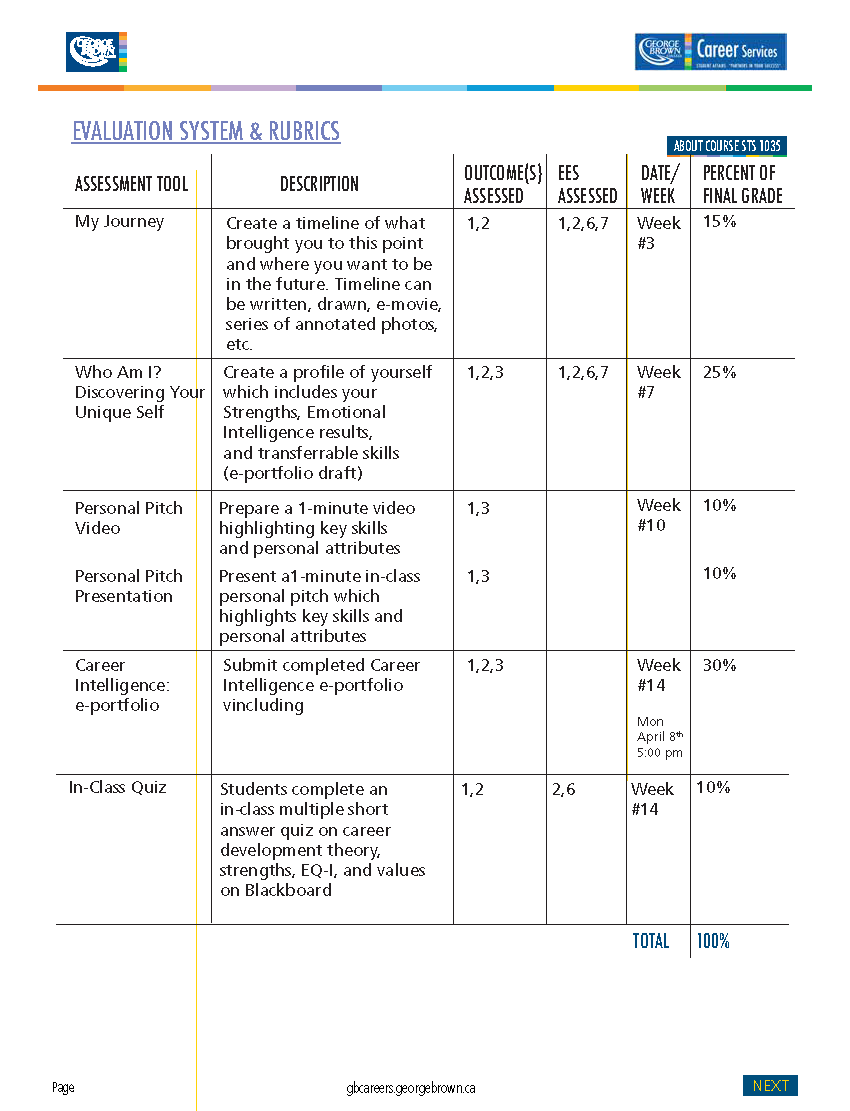 GEORGE BROWN
GEORGE BROWN COLLEGE Career Services
STUDENT AFFAIRS: "PARTNERS IN YOUR SUCCESS"
EVALUATION SYSTEM & RUBRICS
ABOUT COURSE STS 1035
ASSESSMENT TOOL
DESCRIPTION
OUTCOME(S)
ASSESSED
EES
ASSESSED
DATE/
WEEK
PERCENT OF
FINAL GRADE
My Journey
Create a timeline of what
brought you to this point
and where you want to be
in the future. Timeline can
be written, drawn, e-movie,
series of annotated photos,
etc.
1,2
1,2,6,7
Week
#3
15%
Who Am I?
Discovering Your
Unique Self
Create a profile of yourself
which includes your
Strengths, Emotional
Intelligence results,
and transferrable skills
(e-portfolio draft)
1,2,3
1,2,6,7
Week
#7
25%
Personal Pitch
Video
Prepare a 1-minute video
highlighting key skills
and personal attributes
1,3
Week
#10
10%
Personal Pitch
Presentation
Present a1-minute in-class
personal pitch which
highlights key skills and
personal attributes
1,3
10%
Career
Intelligence:
e-portfolio
Submit completed Career
Intelligence e-portfolio
vincluding
1,2,3
Week
#14
Mon
April 8th
5:00 pm
30%
In-Class Quiz
Students complete an
in-class multiple short
answer quiz on career
development theory,
strengths, EQ-I, and values
on Blackboard
1,2
2,6
Week
#14
10%
TOTAL
100%
Page
gbcareers.georgebrown.ca
NEXT